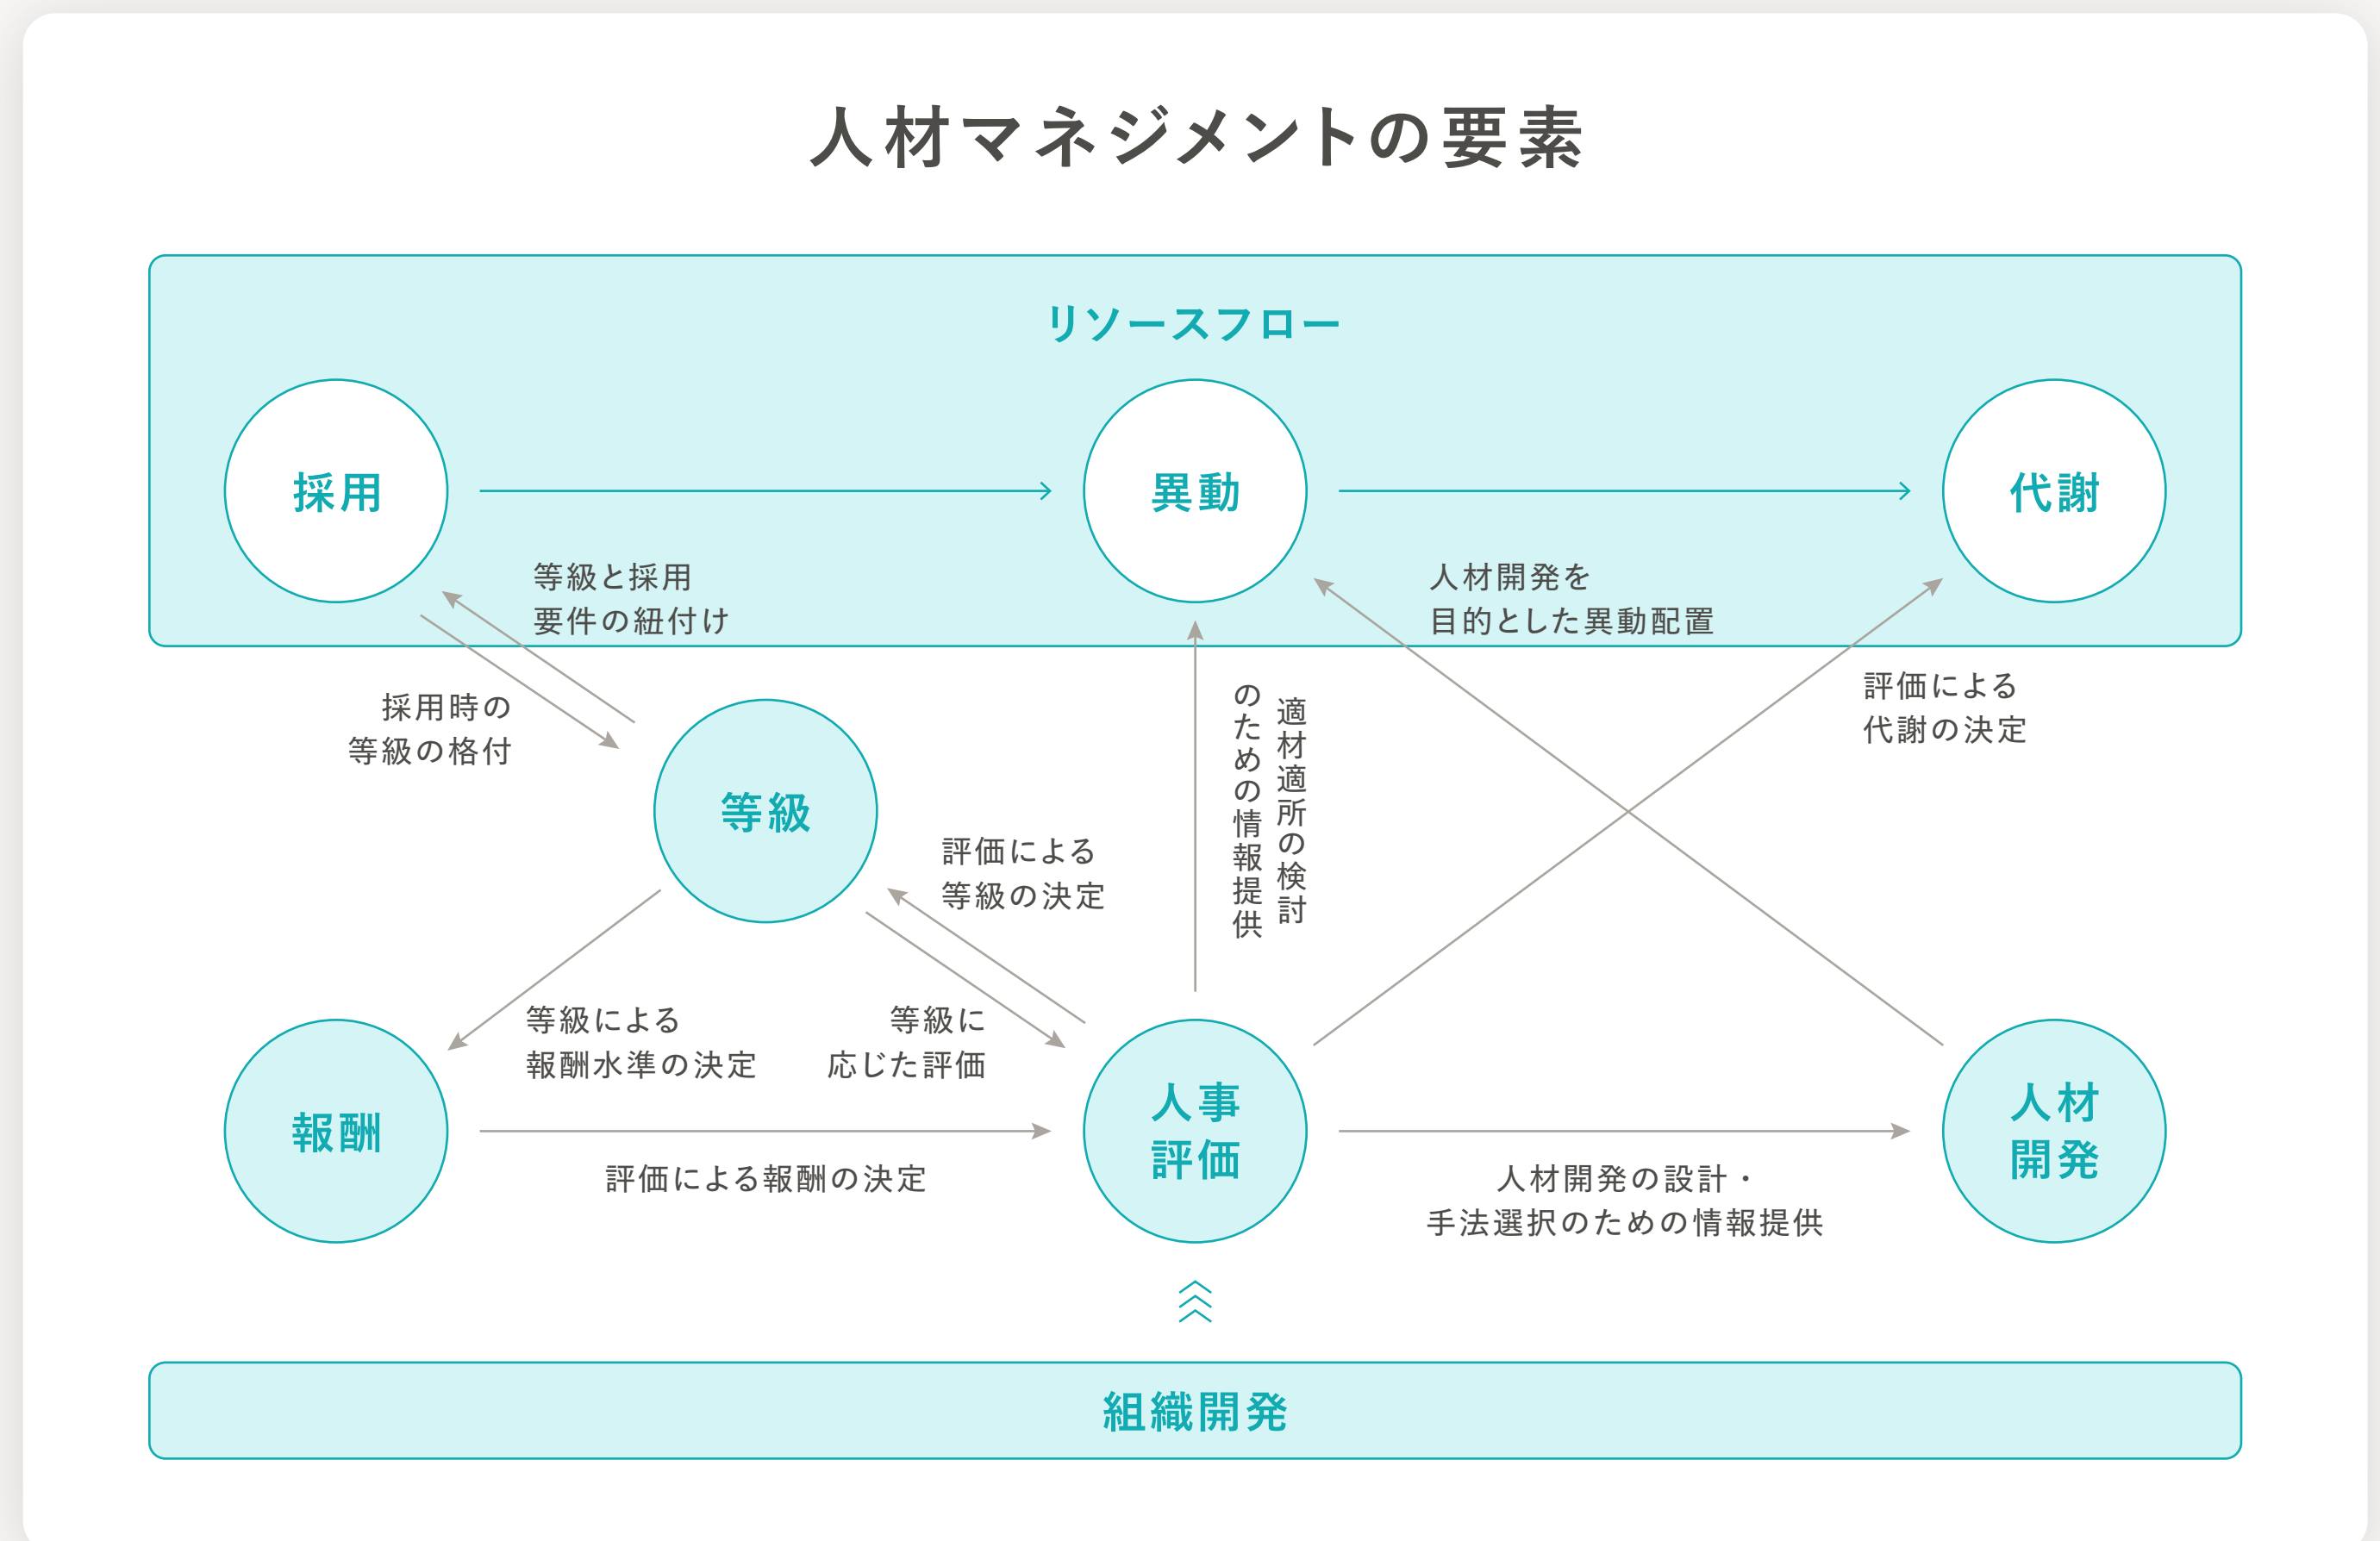 人材マネジメントの要素
リソースフロー
採用
異動
代謝
等級と採用
要件の紐付け
人材開発を
目的とした異動配置
採用時の
等級の格付
評価による
代謝の決定
適材適所の検討
のための情報提供
等級
評価による
等級の決定
等級による
報酬水準の決定
等級に
応じた評価
報酬
人事
評価
人材
開発
評価による報酬の決定
人材開発の設計・
手法選択のための情報提供
組織開発